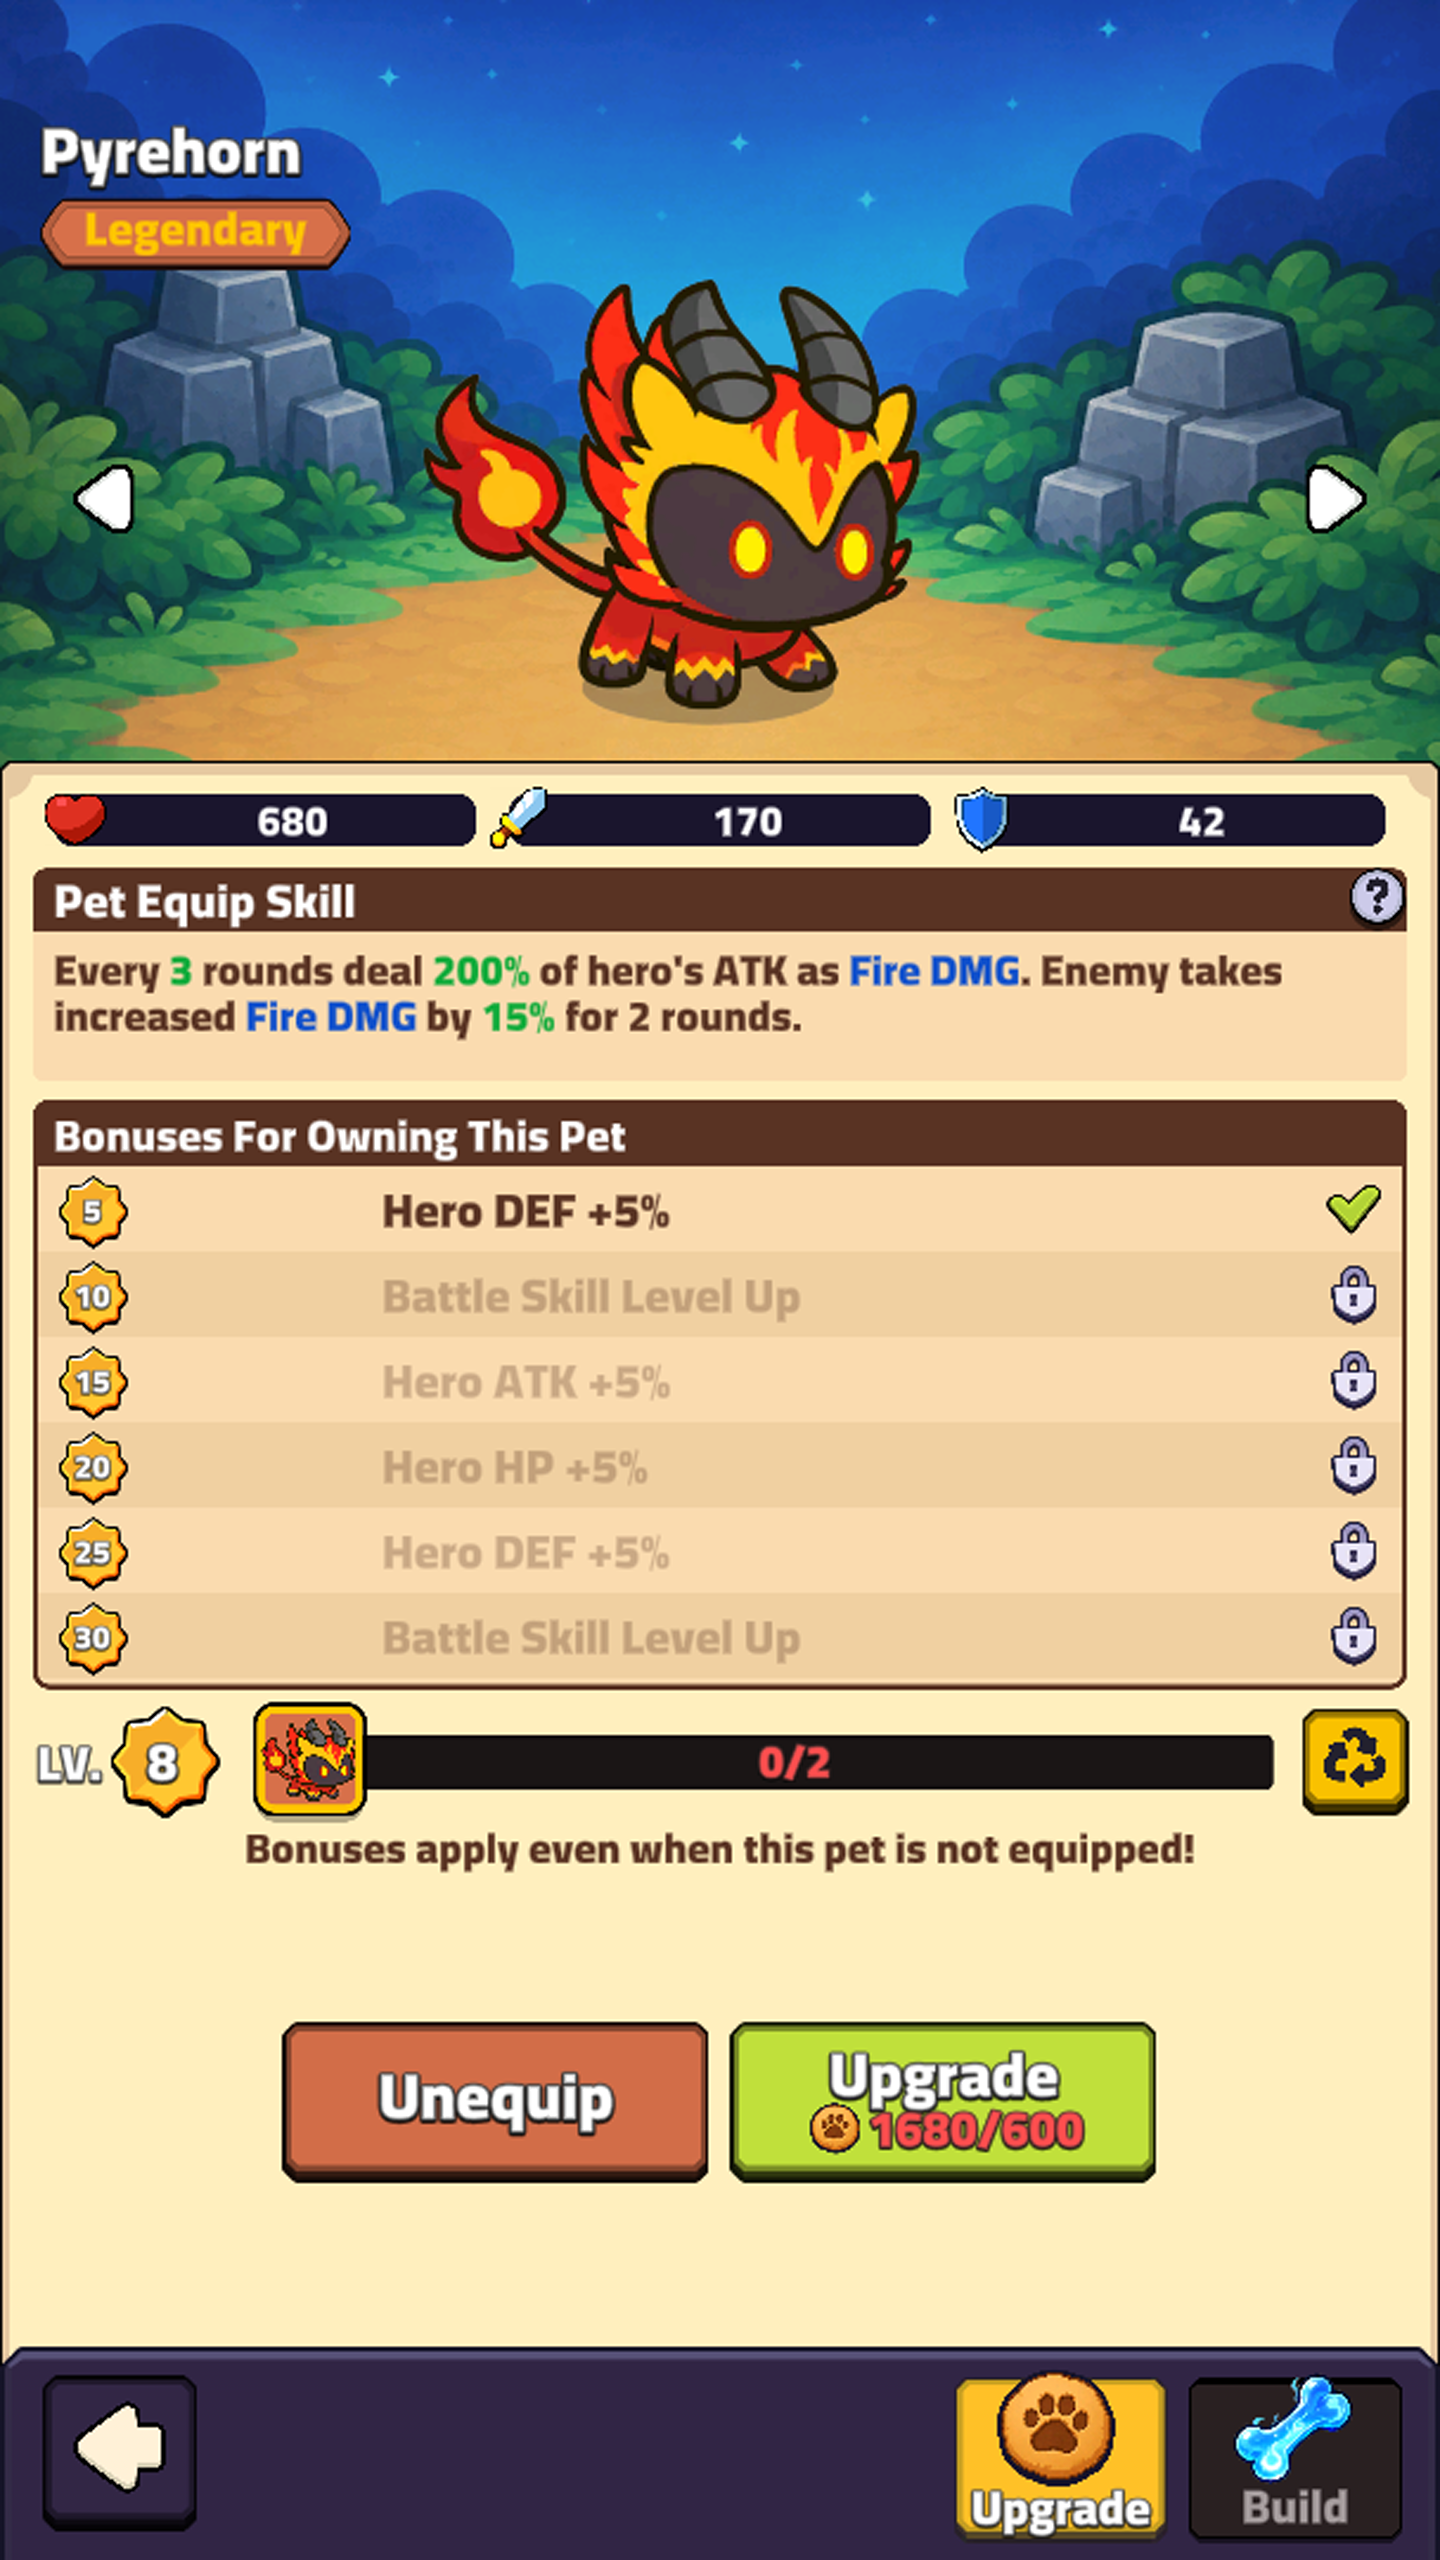 Pyrehorn
Legendary
680 170 42
Pet Equip Skill ?
Every 3 rounds deal 200% of hero's ATK as Fire DMG. Enemy takes
increased Fire DMG by 15% for 2 rounds.
Bonuses For Owning This Pet
5 Hero DEF +5%
10 Battle Skill Level Up
15 Hero ATK +5%
20 Hero HP +5%
25 Hero DEF +5%
30 Battle Skill Level Up
LV. 8 0/2
Bonuses apply even when this pet is not equipped!
Unequip
Upgrade
1680/600
Upgrade
Build